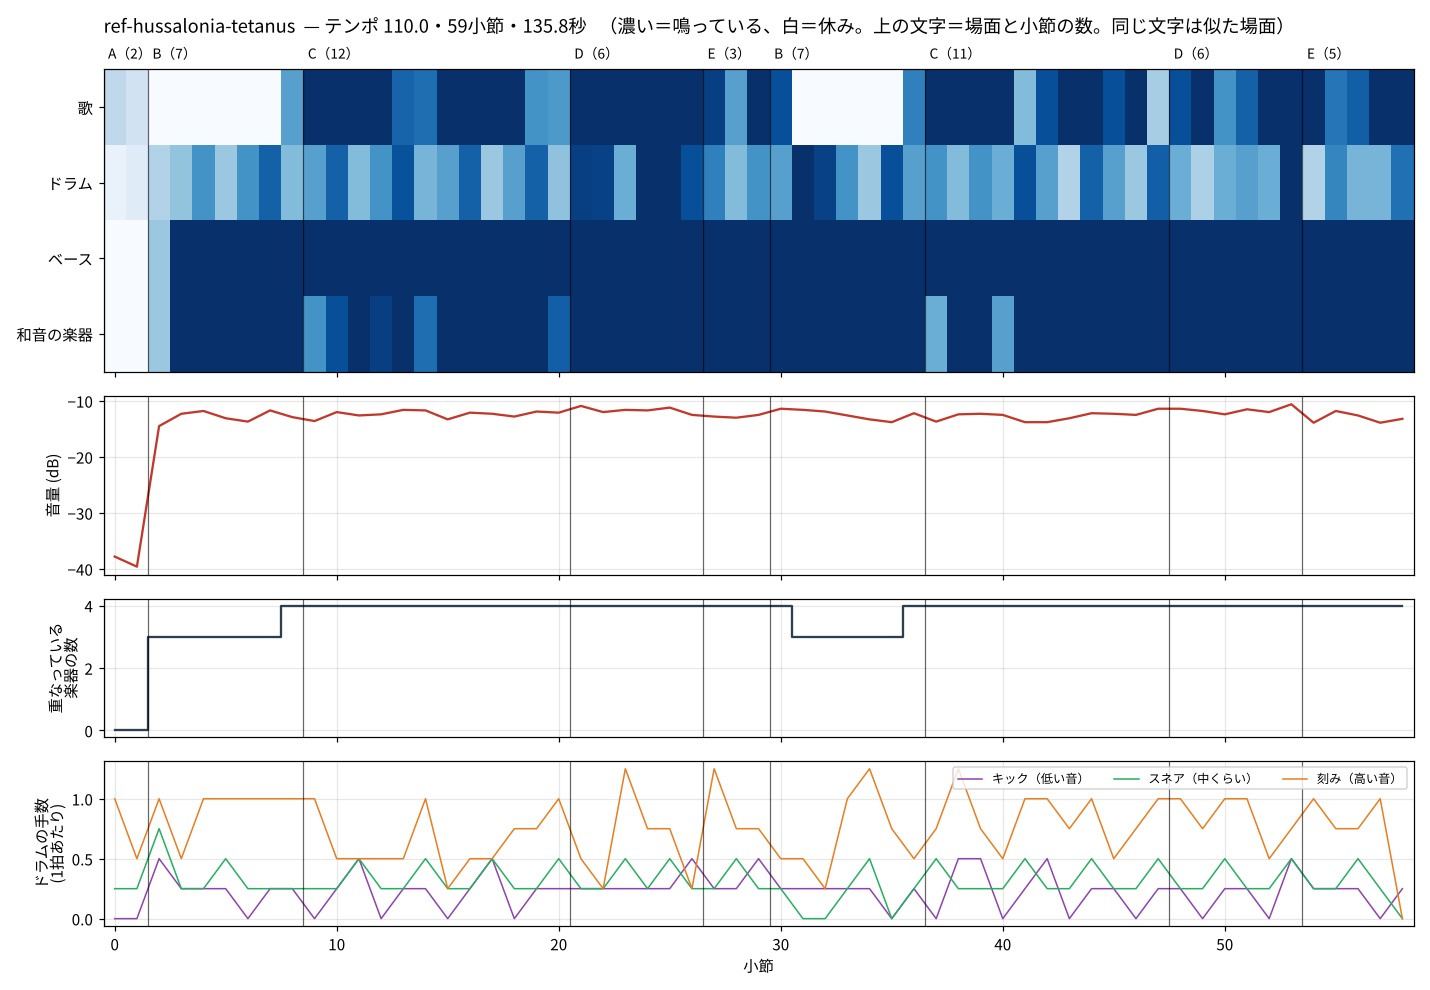 ref-hussalonia-tetanus — テンポ 110.0・59小節・135.8秒　（濃い＝鳴っている、白＝休み。上の文字＝場面と小節の数。同じ文字は似た場面）
A（2） B（7） C（12） D（6） E（3） B（7） C（11） D（6） E（5）
歌
ドラム
ベース
和音の楽器
音量 (dB)
−10
−20
−30
−40
重なっている
楽器の数
4
2
0
ドラムの手数
(1拍あたり)
1.0
0.5
0.0
キック（低い音） スネア（中くらい） 刻み（高い音）
0 10 20 30 40 50
小節